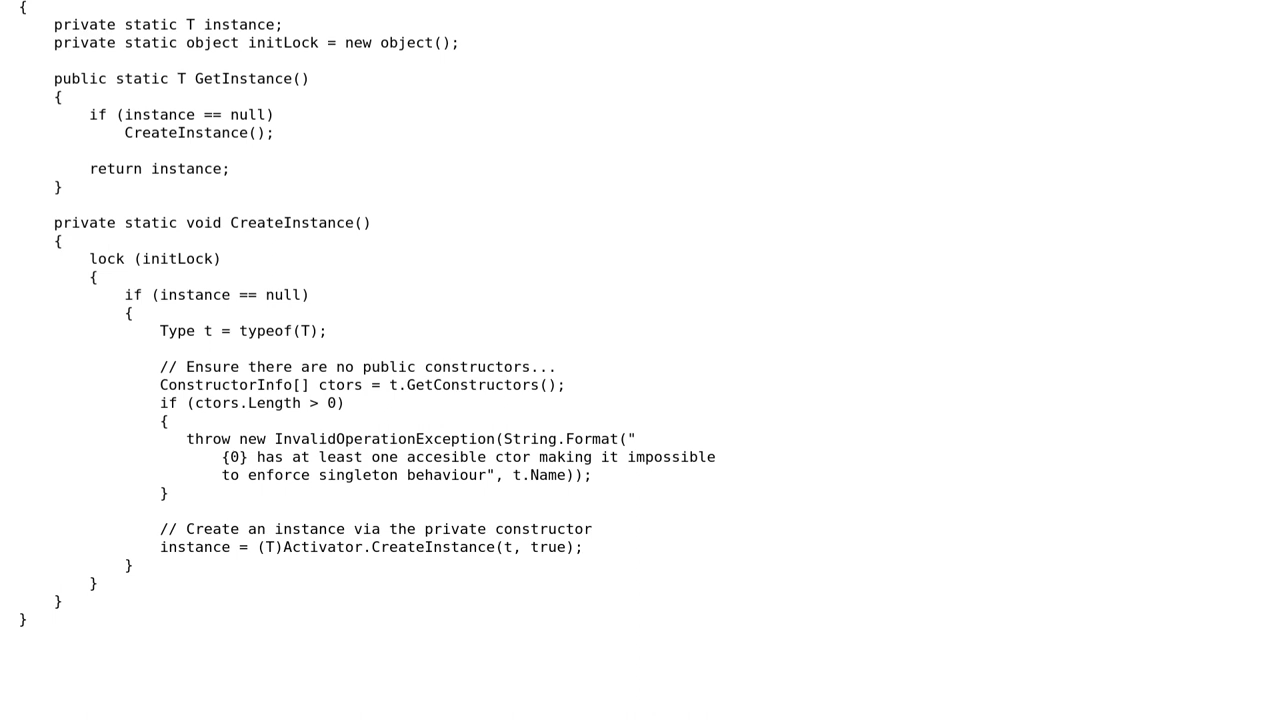 {
    private static T instance;
    private static object initLock = new object();

    public static T GetInstance()
    {
        if (instance == null)
            CreateInstance();

        return instance;
    }

    private static void CreateInstance()
    {
        lock (initLock)
        {
            if (instance == null)
            {
                Type t = typeof(T);

                // Ensure there are no public constructors...
                ConstructorInfo[] ctors = t.GetConstructors();
                if (ctors.Length > 0)
                {
                   throw new InvalidOperationException(String.Format("
                       {0} has at least one accesible ctor making it impossible
                       to enforce singleton behaviour", t.Name));
                }

                // Create an instance via the private constructor
                instance = (T)Activator.CreateInstance(t, true);
            }
        }
    }
}